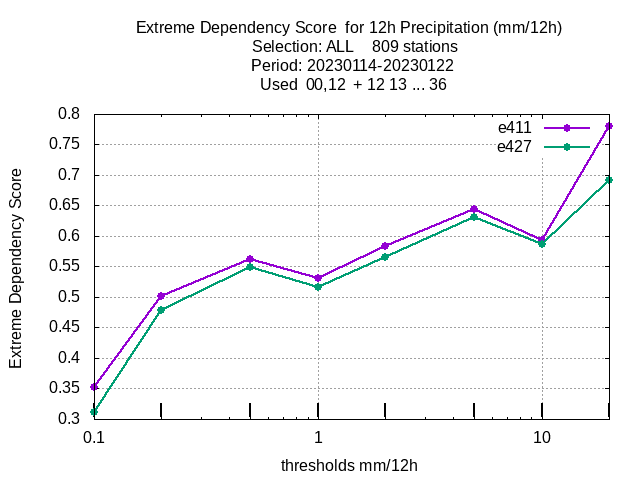 Extreme Dependency Score  for 12h Precipitation (mm/12h)
Selection: ALL    809 stations
Period: 20230114-20230122
Used  00,12  + 12 13 ... 36
0.8
0.75
0.7
0.65
0.6
0.55
0.5
0.45
0.4
0.35
0.3
Extreme Dependency Score
e411
e427
0.1 1 10
thresholds mm/12h